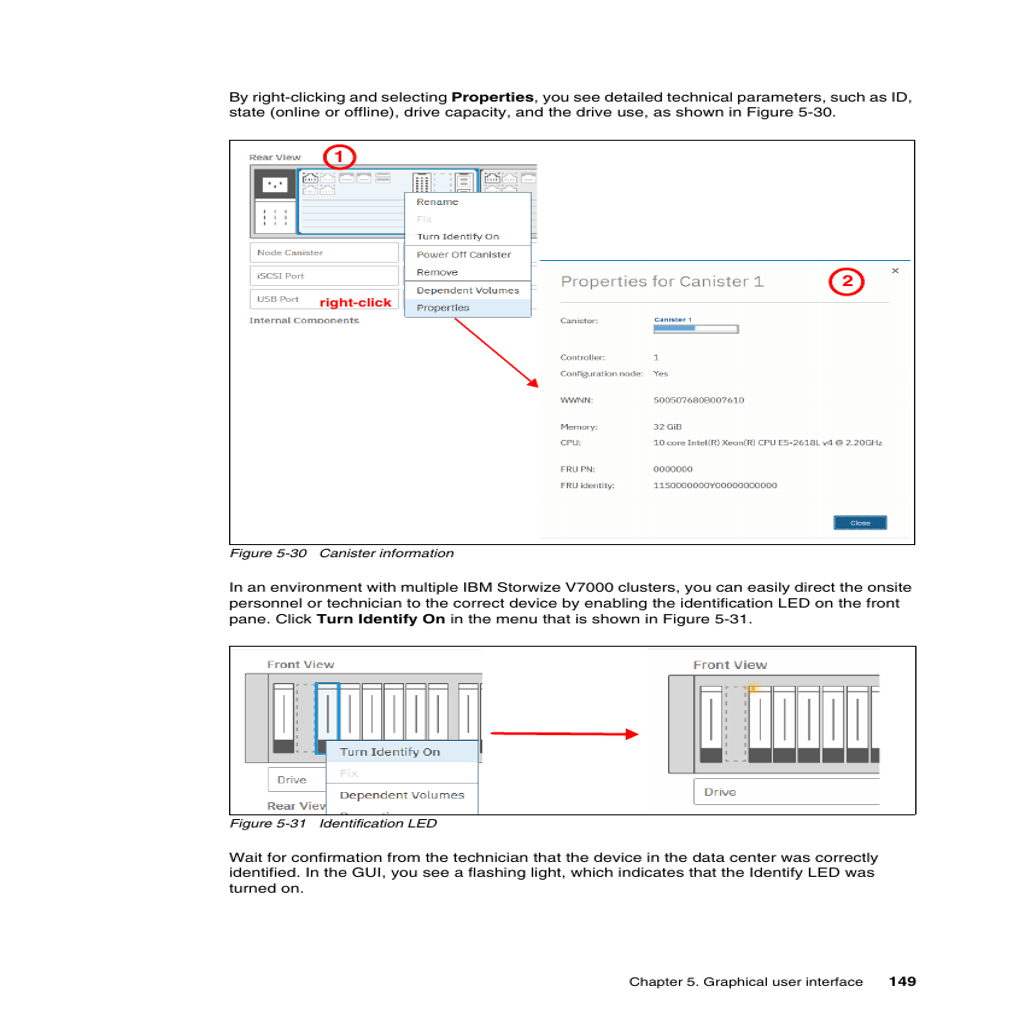 By right-clicking and selecting Properties, you see detailed technical parameters, such as ID,
state (online or offline), drive capacity, and the drive use, as shown in Figure 5-30.
Rear View
1
Rename
Fix
Turn Identify On
Node Canister
Power Off Canister
iSCSI Port
Remove
Dependent Volumes
USB Port
right-click
Properties
Internal Components
Properties for Canister 1
2
×
Canister:
Canister 1
Controller:
1
Configuration node:
Yes
WWNN:
500507680B007610
Memory:
32 GiB
CPU:
10 core Intel(R) Xeon(R) CPU E5-2618L v4 @ 2.20GHz
FRU PN:
0000000
FRU identity:
11S0000000Y00000000000
Close
Figure 5-30 Canister information
In an environment with multiple IBM Storwize V7000 clusters, you can easily direct the onsite
personnel or technician to the correct device by enabling the identification LED on the front
pane. Click Turn Identify On in the menu that is shown in Figure 5-31.
Front View
Turn Identify On
Fix
Drive
Dependent Volumes
Rear View
Front View
Drive
Figure 5-31 Identification LED
Wait for confirmation from the technician that the device in the data center was correctly
identified. In the GUI, you see a flashing light, which indicates that the Identify LED was
turned on.
Chapter 5. Graphical user interface 149